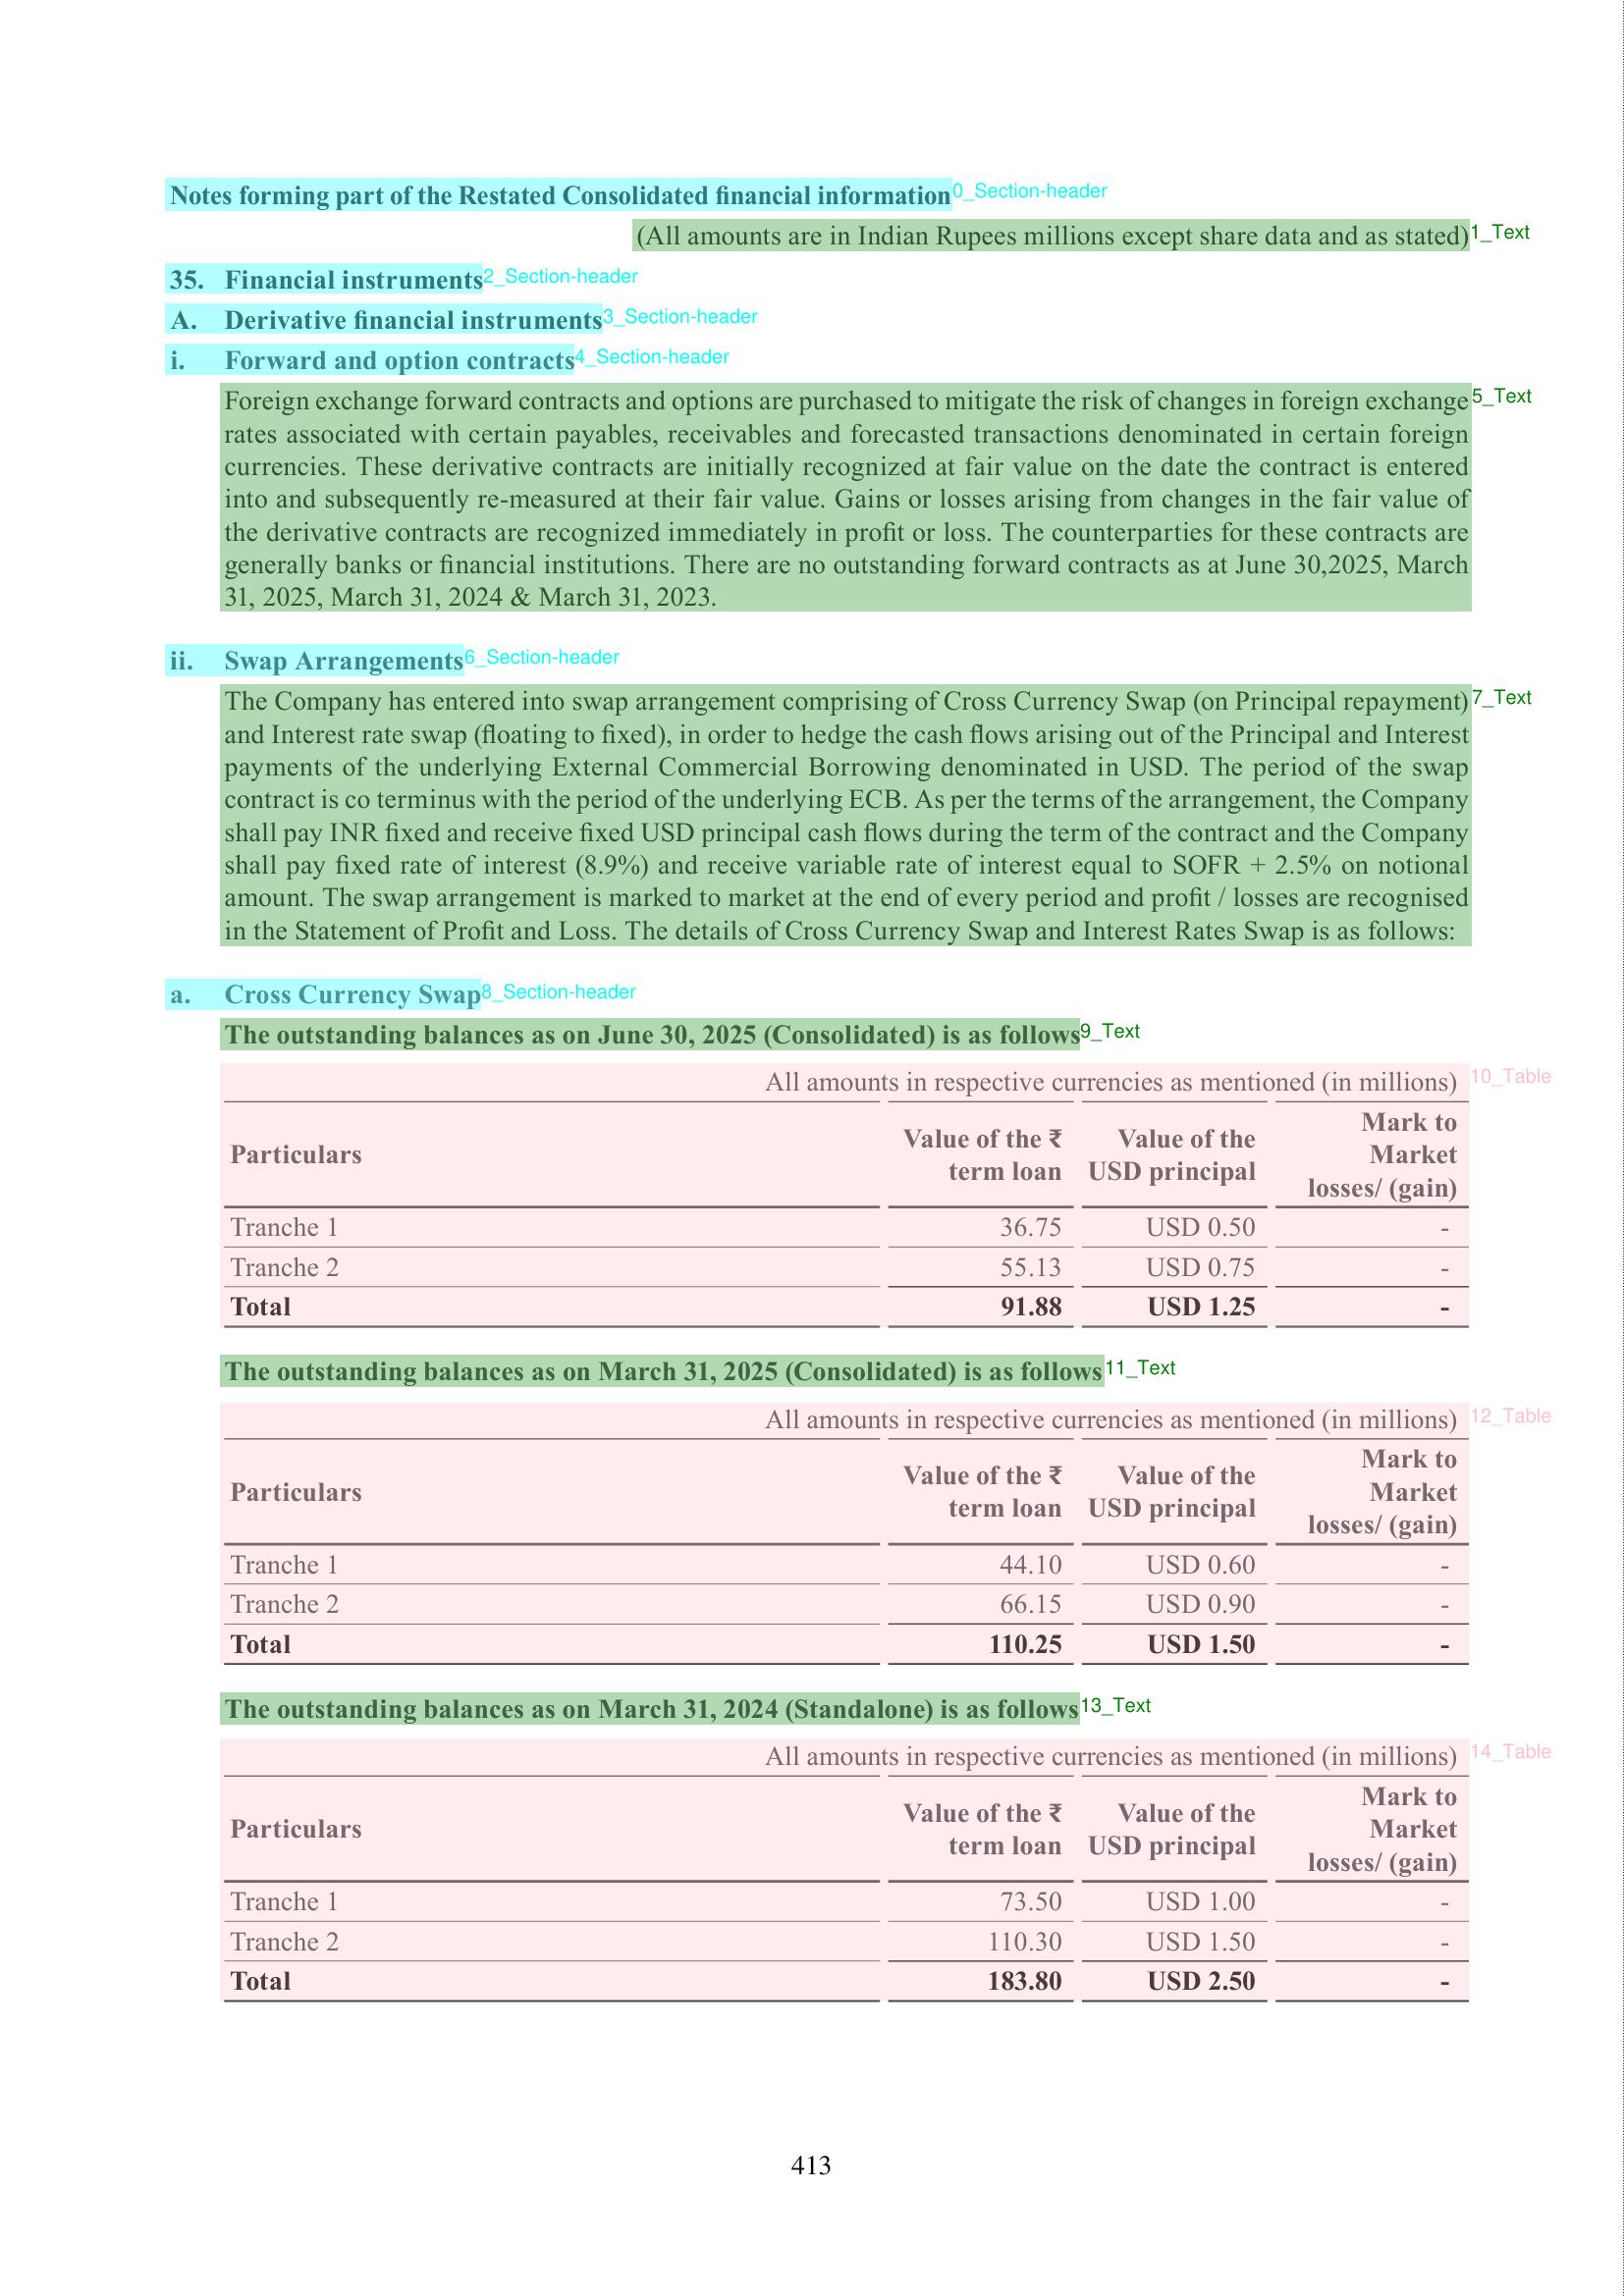 Notes forming part of the Restated Consolidated financial information 0_Section-header
(All amounts are in Indian Rupees millions except share data and as stated) 1_Text
35. Financial instruments 2_Section-header
A. Derivative financial instruments 3_Section-header
i. Forward and option contracts 4_Section-header
Foreign exchange forward contracts and options are purchased to mitigate the risk of changes in foreign exchange 5_Text
rates associated with certain payables, receivables and forecasted transactions denominated in certain foreign
currencies. These derivative contracts are initially recognized at fair value on the date the contract is entered
into and subsequently re-measured at their fair value. Gains or losses arising from changes in the fair value of
the derivative contracts are recognized immediately in profit or loss. The counterparties for these contracts are
generally banks or financial institutions. There are no outstanding forward contracts as at June 30,2025, March
31, 2025, March 31, 2024 & March 31, 2023.
ii. Swap Arrangements 6_Section-header
The Company has entered into swap arrangement comprising of Cross Currency Swap (on Principal repayment) 7_Text
and Interest rate swap (floating to fixed), in order to hedge the cash flows arising out of the Principal and Interest
payments of the underlying External Commercial Borrowing denominated in USD. The period of the swap
contract is co terminus with the period of the underlying ECB. As per the terms of the arrangement, the Company
shall pay INR fixed and receive fixed USD principal cash flows during the term of the contract and the Company
shall pay fixed rate of interest (8.9%) and receive variable rate of interest equal to SOFR + 2.5% on notional
amount. The swap arrangement is marked to market at the end of every period and profit / losses are recognised
in the Statement of Profit and Loss. The details of Cross Currency Swap and Interest Rates Swap is as follows:
a. Cross Currency Swap 8_Section-header
The outstanding balances as on June 30, 2025 (Consolidated) is as follows 9_Text
All amounts in respective currencies as mentioned (in millions) 10_Table
Particulars Value of the ₹ term loan Value of the USD principal Mark to Market losses/ (gain)
Tranche 1 36.75 USD 0.50 -
Tranche 2 55.13 USD 0.75 -
Total 91.88 USD 1.25 -
The outstanding balances as on March 31, 2025 (Consolidated) is as follows 11_Text
All amounts in respective currencies as mentioned (in millions) 12_Table
Particulars Value of the ₹ term loan Value of the USD principal Mark to Market losses/ (gain)
Tranche 1 44.10 USD 0.60 -
Tranche 2 66.15 USD 0.90 -
Total 110.25 USD 1.50 -
The outstanding balances as on March 31, 2024 (Standalone) is as follows 13_Text
All amounts in respective currencies as mentioned (in millions) 14_Table
Particulars Value of the ₹ term loan Value of the USD principal Mark to Market losses/ (gain)
Tranche 1 73.50 USD 1.00 -
Tranche 2 110.30 USD 1.50 -
Total 183.80 USD 2.50 -
413